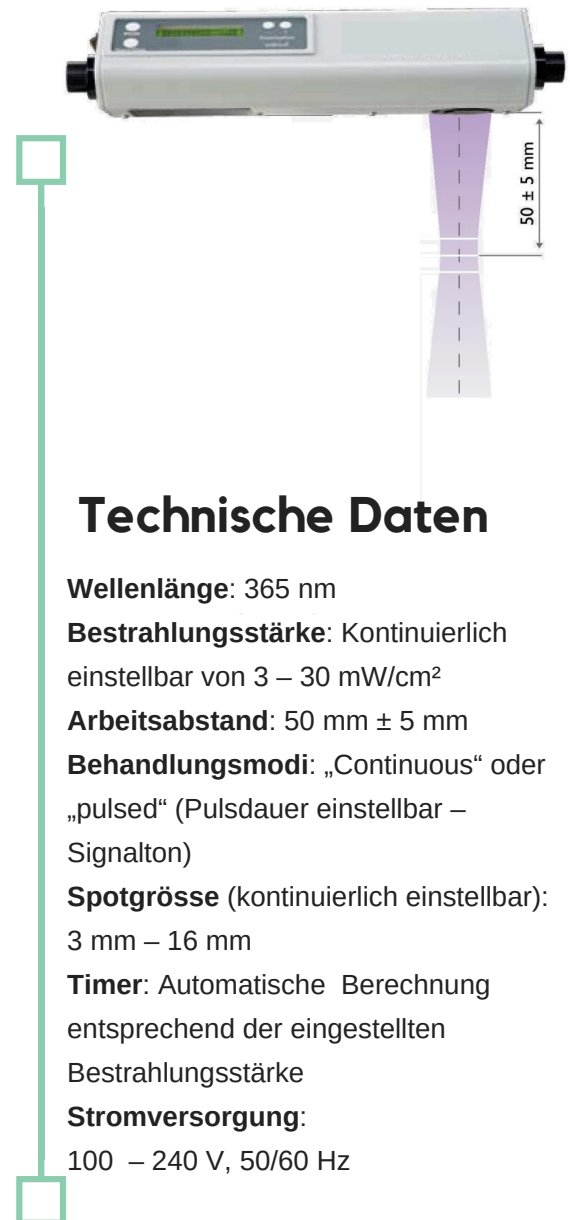 50 ± 5 mm
Technische Daten
Wellenlänge: 365 nm
Bestrahlungsstärke: Kontinuierlich
einstellbar von 3 – 30 mW/cm²
Arbeitsabstand: 50 mm ± 5 mm
Behandlungsmodi: „Continuous“ oder
„pulsed“ (Pulsdauer einstellbar –
Signalton)
Spotgrösse (kontinuierlich einstellbar):
3 mm – 16 mm
Timer: Automatische  Berechnung
entsprechend der eingestellten
Bestrahlungsstärke
Stromversorgung:
100  – 240 V, 50/60 Hz